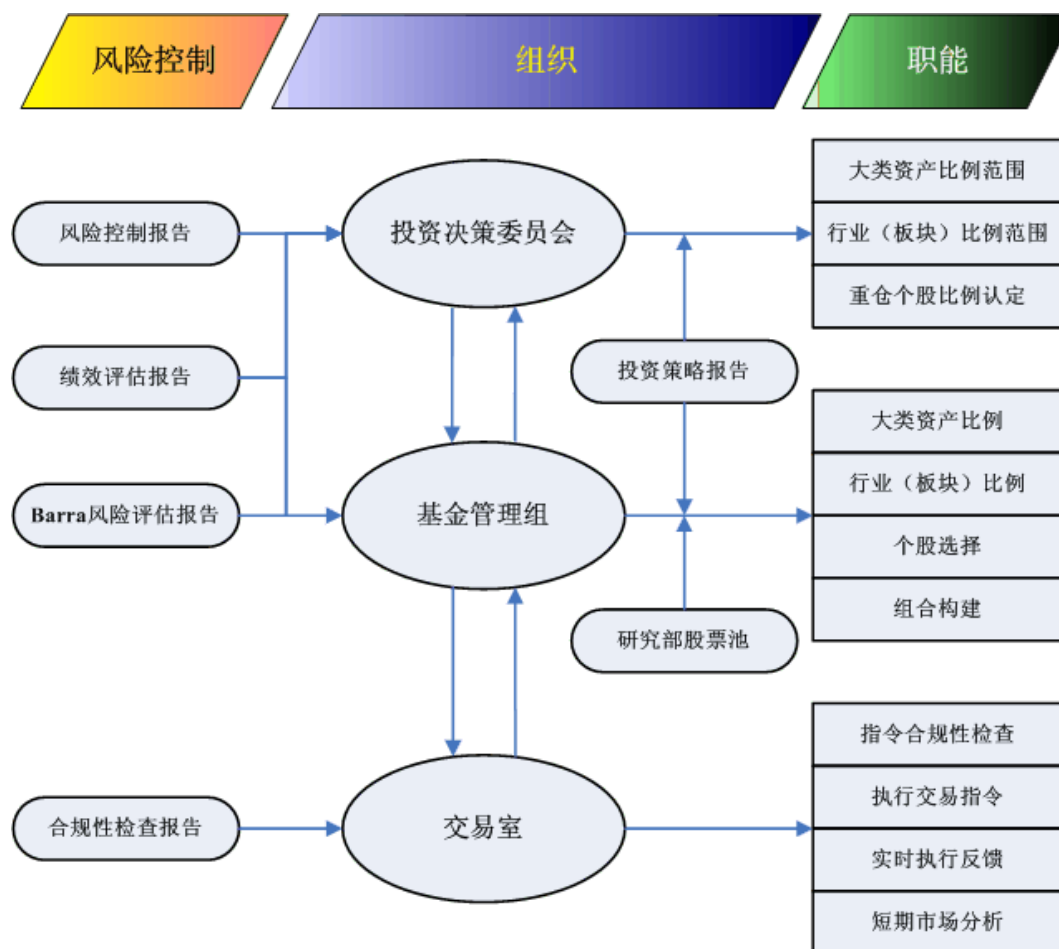 风险控制
组织
职能
大类资产比例范围
风险控制报告
投资决策委员会
行业（板块）比例范围
重仓个股比例认定
绩效评估报告
投资策略报告
大类资产比例
行业（板块）比例
Barra风险评估报告
基金管理组
个股选择
组合构建
研究部股票池
指令合规性检查
执行交易指令
合规性检查报告
交易室
实时执行反馈
短期市场分析